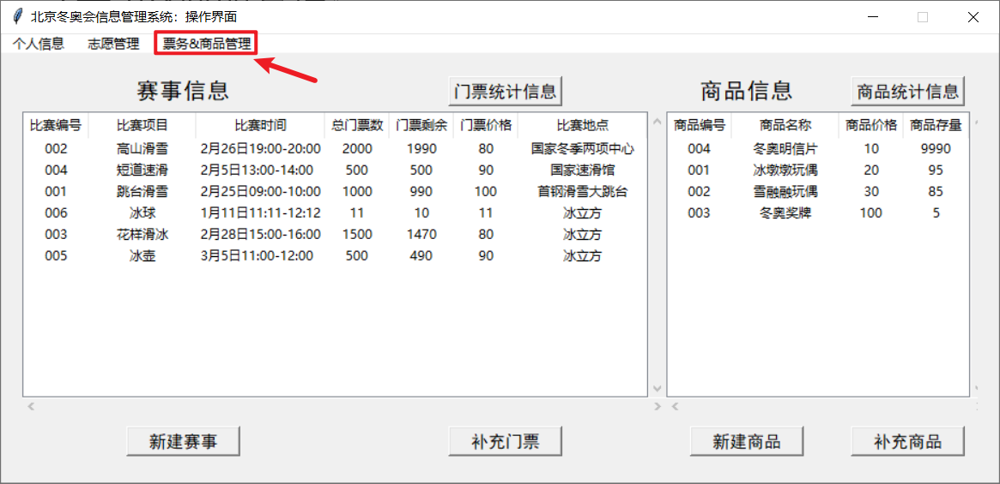 北京冬奥会信息管理系统：操作界面
个人信息 志愿管理 票务&商品管理
赛事信息 门票统计信息 商品信息 商品统计信息
比赛编号 比赛项目 比赛时间 总门票数 门票剩余 门票价格 比赛地点 商品编号 商品名称 商品价格 商品存量
002 高山滑雪 2月26日19:00-20:00 2000 1990 80 国家冬季两项中心 004 冬奥明信片 10 9990
004 短道速滑 2月5日13:00-14:00 500 500 90 国家速滑馆 001 冰墩墩玩偶 20 95
001 跳台滑雪 2月25日09:00-10:00 1000 990 100 首钢滑雪大跳台 002 雪融融玩偶 30 85
006 冰球 1月11日11:11-12:12 11 10 11 冰立方 003 冬奥奖牌 100 5
003 花样滑冰 2月28日15:00-16:00 1500 1470 80 冰立方
005 冰壶 3月5日11:00-12:00 500 490 90 冰立方
新建赛事 补充门票 新建商品 补充商品